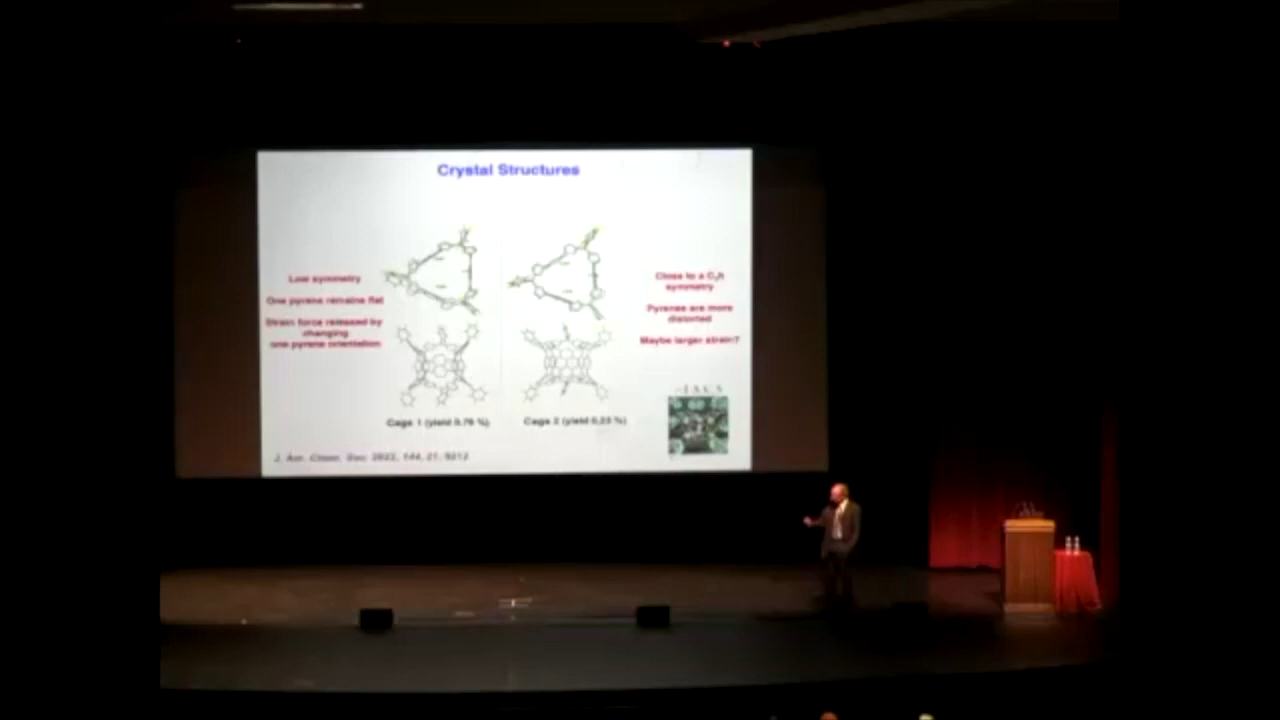 Crystal Structures
Low symmetry
One pyrene remains flat
Strain force released by
changing
one pyrene orientation
Close to a C₃h
symmetry
Pyrenes are more
distorted
Maybe larger strain?
JACS
Cage 1 (yield 0.76 %)
Cage 2 (yield 0.23 %)
J. Am. Chem. Soc. 2022, 144, 21, 9212